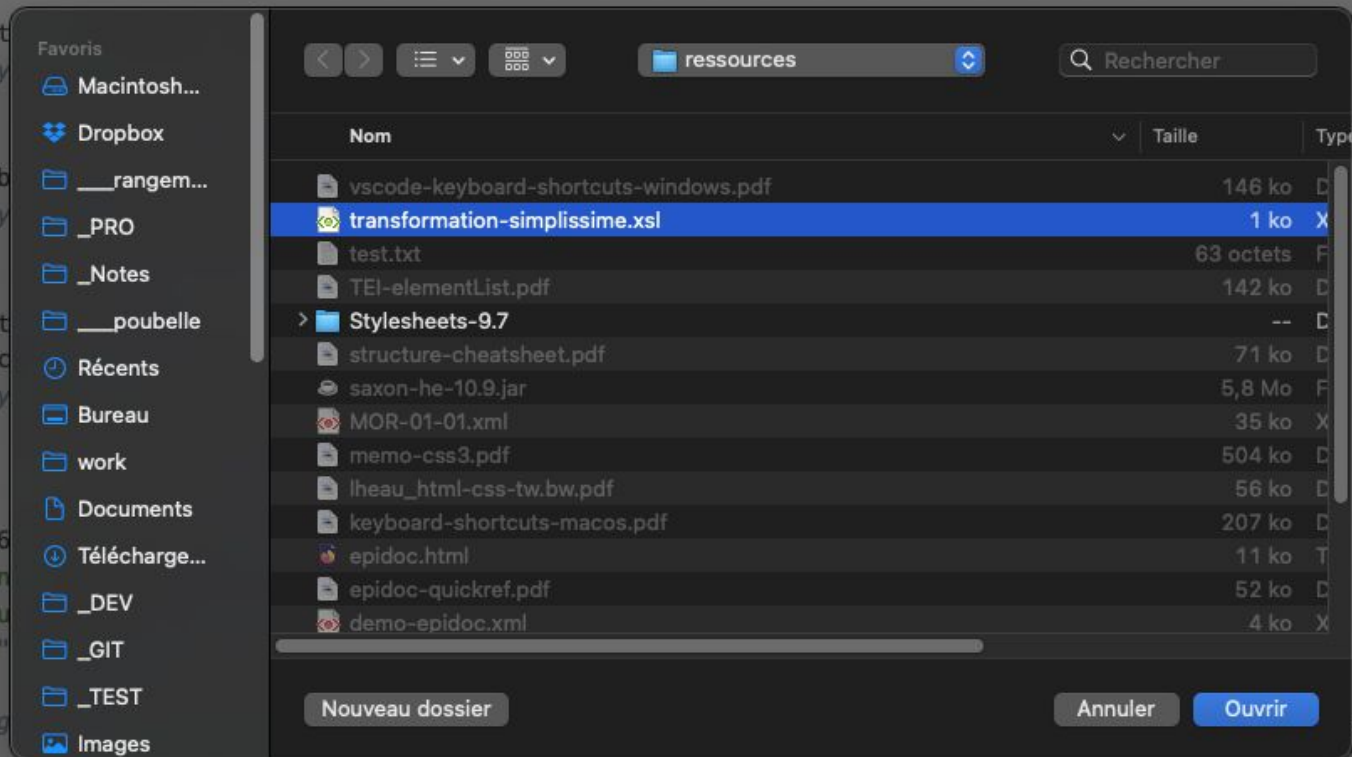 Favoris
Macintosh...
Dropbox
___rangem...
_PRO
_Notes
___poubelle
Récents
Bureau
work
Documents
Télécharge...
_DEV
_GIT
_TEST
Images
ressources
Rechercher
Nom Taille Type
vscode-keyboard-shortcuts-windows.pdf 146 ko D
transformation-simplissime.xsl 1 ko X
test.txt 63 octets F
TEI-elementList.pdf 142 ko D
Stylesheets-9.7 -- D
structure-cheatsheet.pdf 71 ko D
saxon-he-10.9.jar 5,8 Mo F
MOR-01-01.xml 35 ko X
memo-css3.pdf 504 ko D
lheau_html-css-tw.bw.pdf 56 ko D
keyboard-shortcuts-macos.pdf 207 ko D
epidoc.html 11 ko T
epidoc-quickref.pdf 52 ko D
demo-epidoc.xml 4 ko X
Nouveau dossier
Annuler
Ouvrir